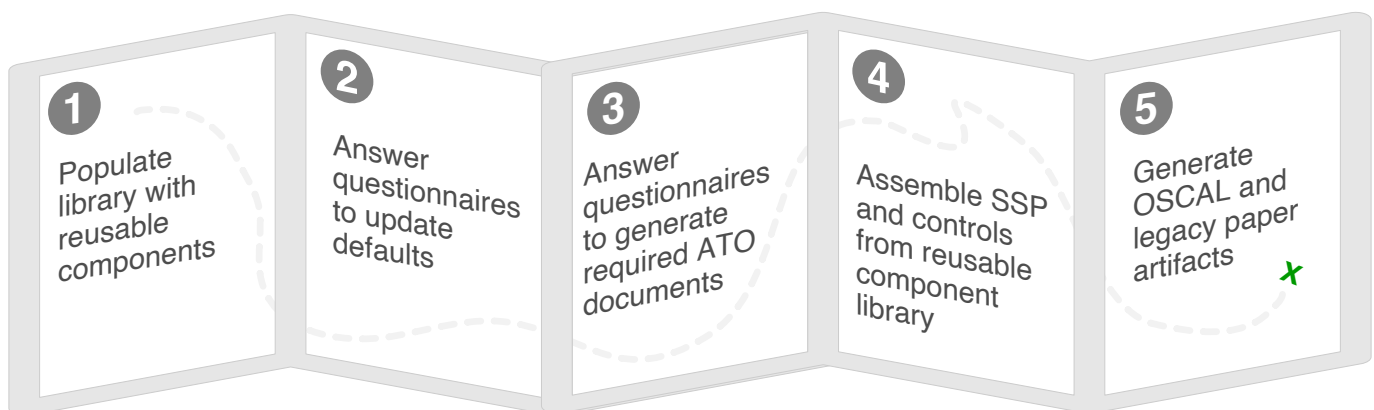 1
Populate
library with
reusable
components
2
Answer
questionnaires
to update
defaults
3
Answer
questionnaires
to generate
required ATO
documents
4
Assemble SSP
and controls
from reusable
component
library
5
Generate
OSCAL and
legacy paper
artifacts
x